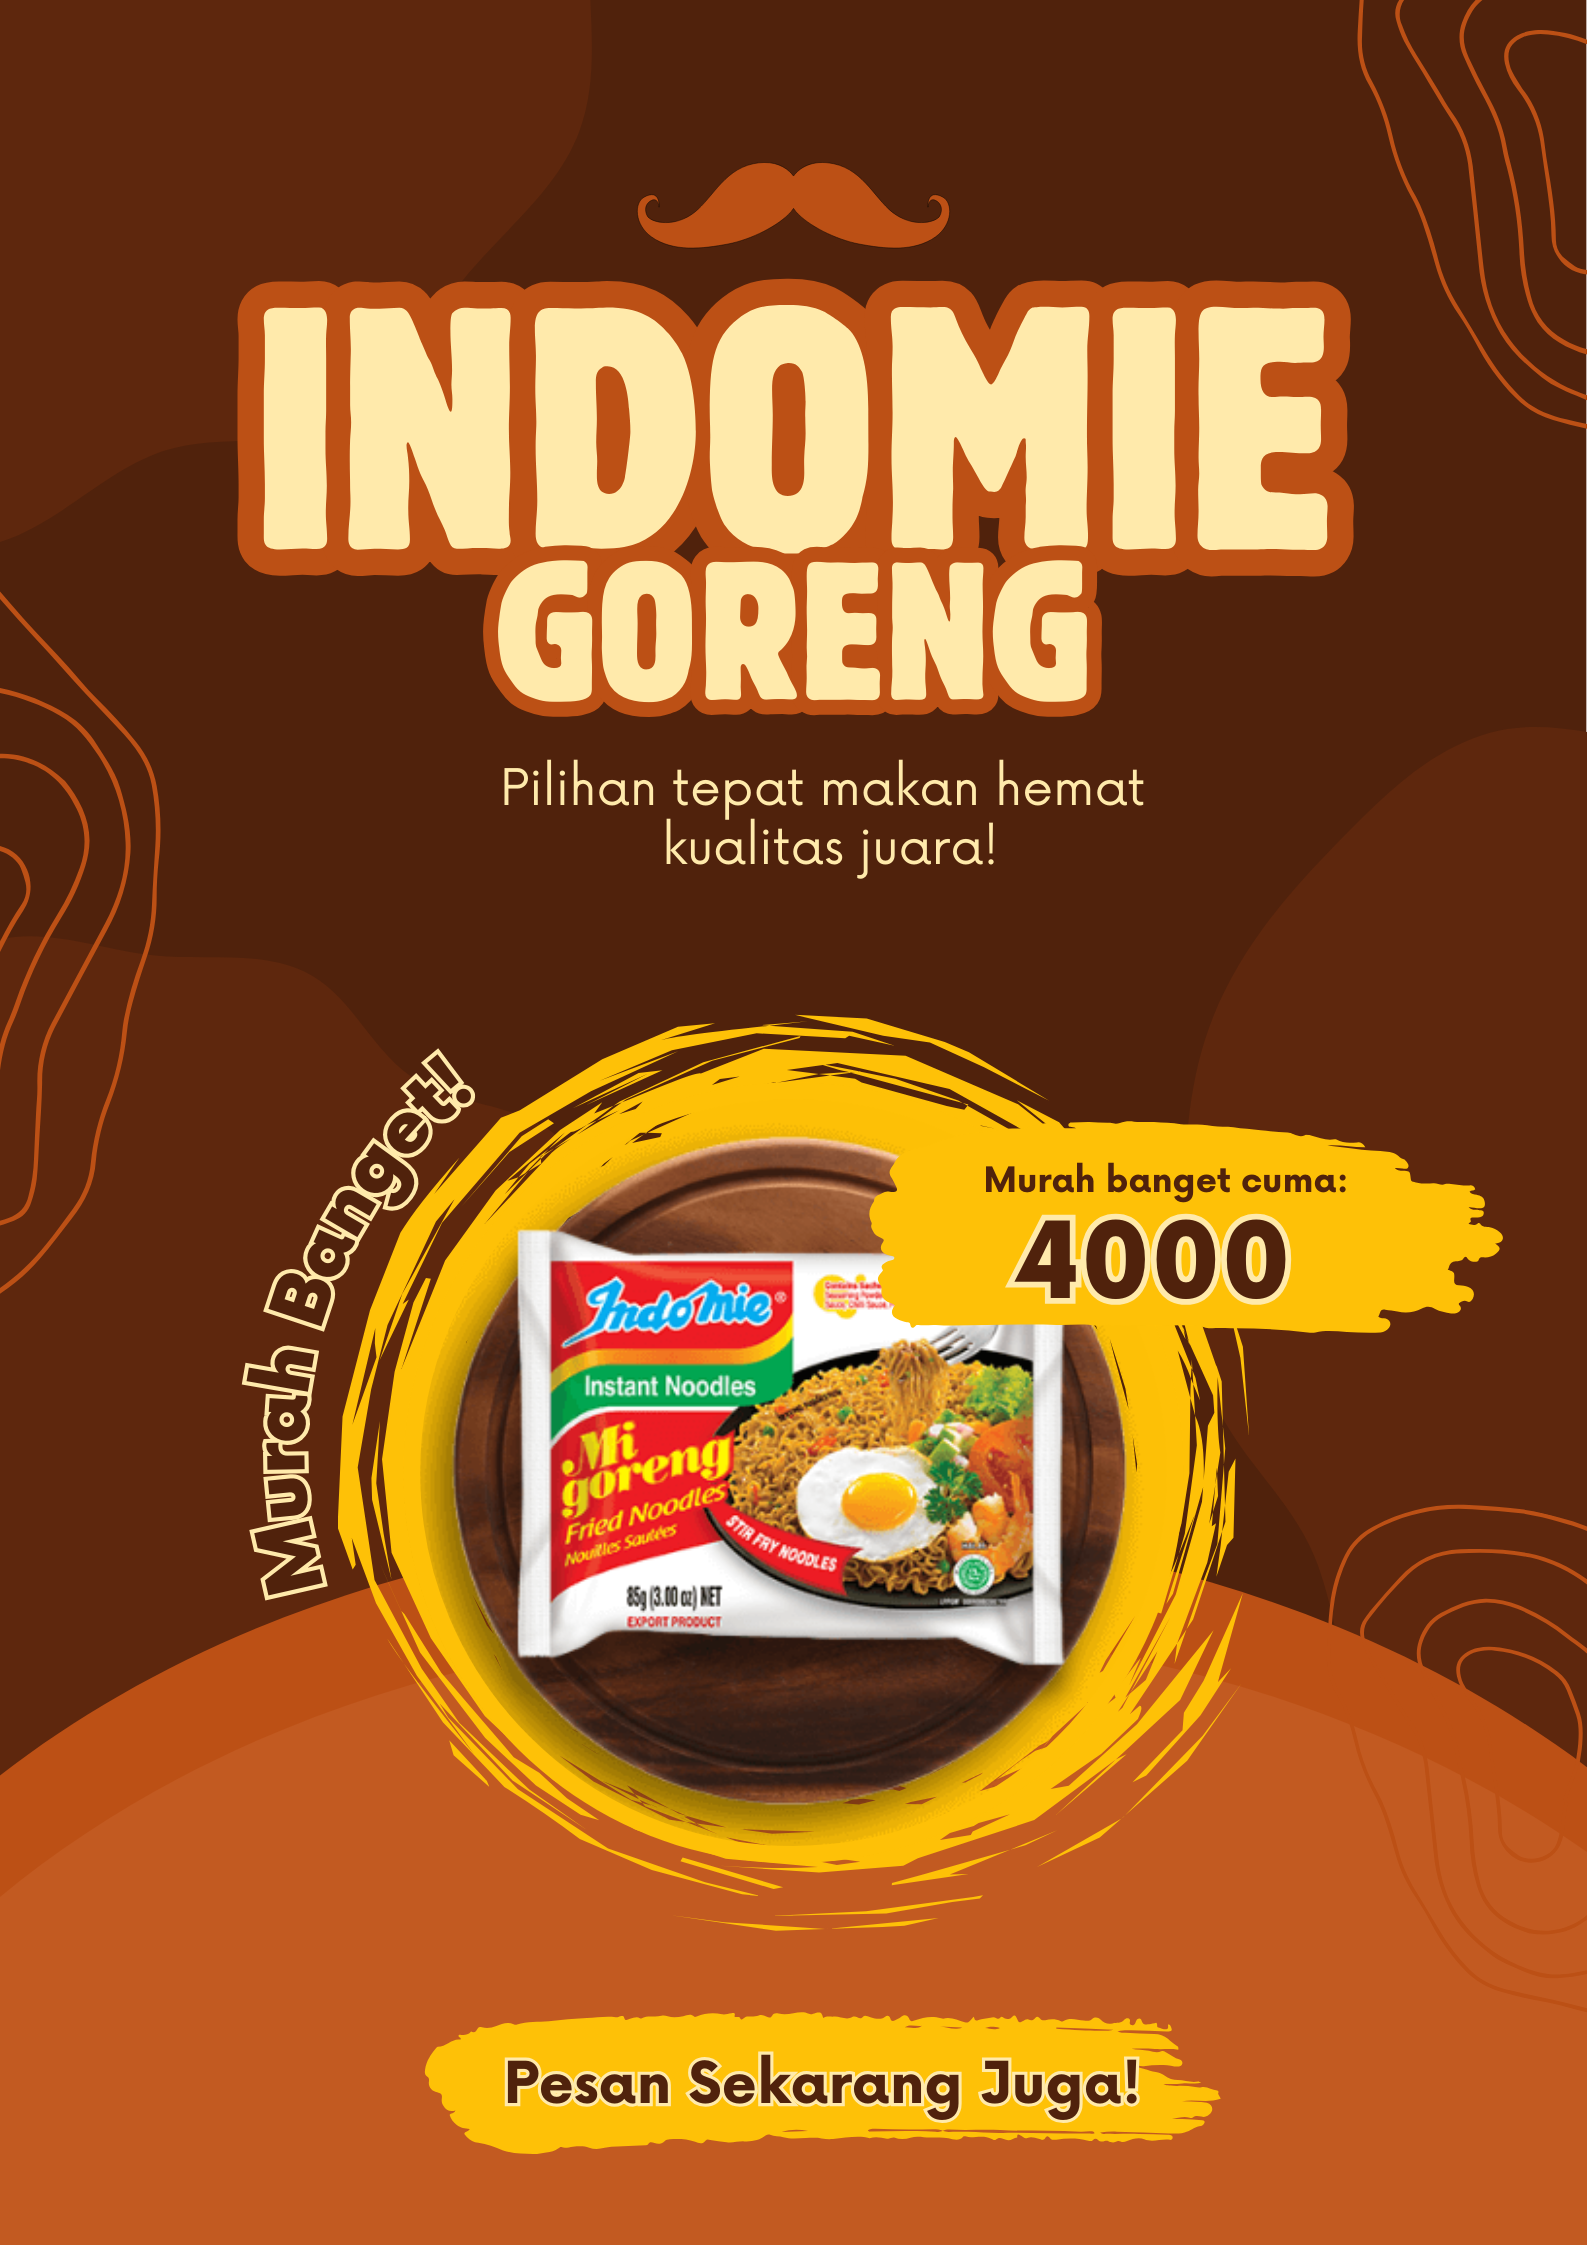 INDOMIE
GORENG
Pilihan tepat makan hemat
kualitas juara!
Murah Banget!
Murah banget cuma:
4000
Indomie®
Instant Noodles
Mi
goreng
Fried Noodles
Nouilles Sautées
STIR FRY NOODLES
85g (3.00 oz) NET
EXPORT PRODUCT
Pesan Sekarang Juga!